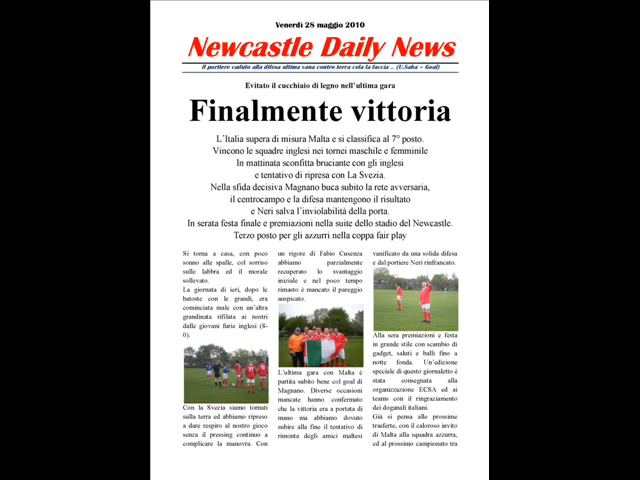 Venerdì 28 maggio 2010
Newcastle Daily News
Il portiere caduto alla difesa ultima vana contro terra cela la faccia .. (U.Saba – Goal)
Evitato il cucchiaio di legno nell'ultima gara
Finalmente vittoria
L'Italia supera di misura Malta e si classifica al 7° posto.
Vincono le squadre inglesi nei tornei maschile e femminile
In mattinata sconfitta bruciante con gli inglesi
e tentativo di ripresa con La Svezia.
Nella sfida decisiva Magnano buca subito la rete avversaria,
il centrocampo e la difesa mantengono il risultato
e Neri salva l'inviolabilità della porta.
In serata festa finale e premiazioni nella suite dello stadio del Newcastle.
Terzo posto per gli azzurri nella coppa fair play
Si torna a casa, con poco
sonno alle spalle, col sorriso
sulle labbra ed il morale
sollevato.
La giornata di ieri, dopo le
batoste con le grandi, era
cominciata male con un'altra
grandinata rifilata ai nostri
dalle giovani furie inglesi (8-
0).
Con la Svezia siamo tornati
sulla terra ed abbiamo ripreso
a dare respiro al nostro gioco
senza il pressing continuo a
complicare la manovra. Con
un rigore di Fabio Cusenza
abbiamo parzialmente
recuperato lo svantaggio
iniziale e nel poco tempo
rimasto è mancato il pareggio
auspicato.
L'ultima gara con Malta è
partita subito bene col goal di
Magnano. Diverse occasioni
mancate hanno confermato
che la vittoria era a portata di
mano ma abbiamo dovuto
subire alla fine il tentativo di
rimonta degli amici maltesi
vanificato da una solida difesa
e dal portiere Neri rinfrancato.
Alla sera premiazioni e festa
in grande stile con scambio di
gadget, saluti e balli fino a
notte fonda. Un'edizione
speciale di questo giornaletto è
stata consegnata alla
organizzazione ECSA ed ai
teams con il ringraziamento
dei doganali italiani.
Già si pensa alle prossime
trasferte, con il caloroso invito
di Malta alla squadra azzurra,
ed al prossimo campionato tra